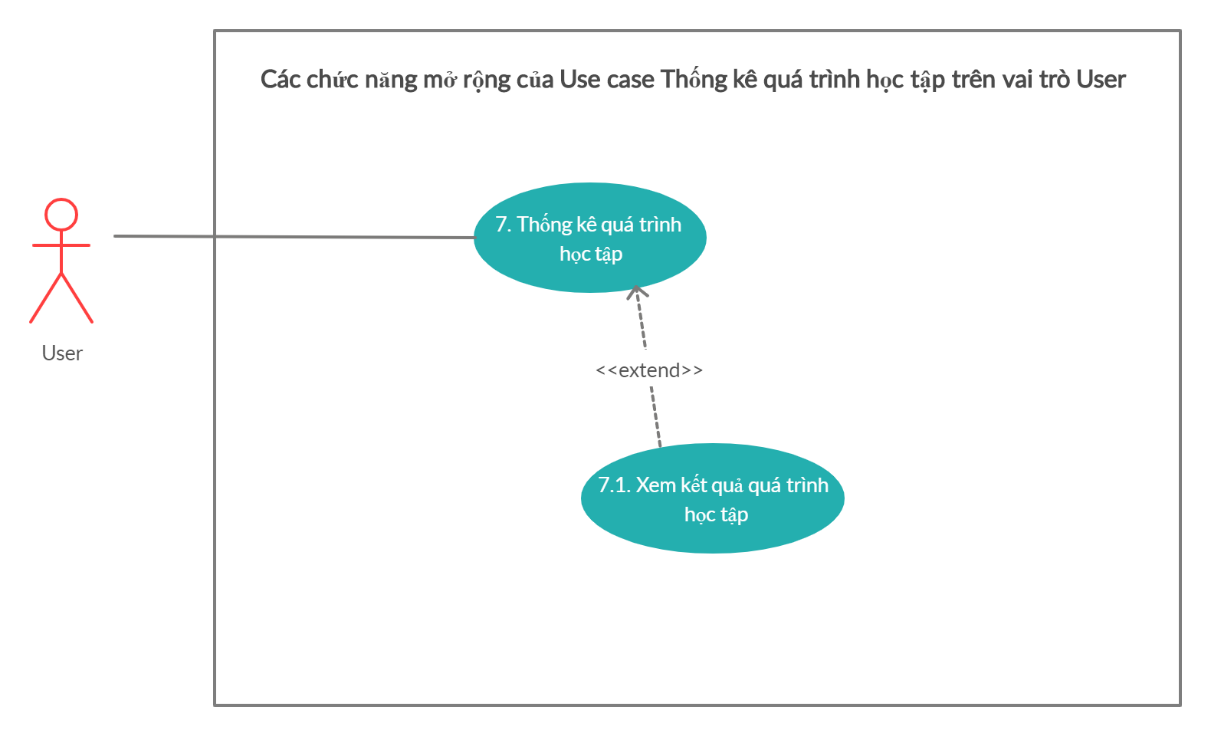 Các chức năng mở rộng của Use case Thống kê quá trình học tập trên vai trò User
7. Thống kê quá trình
học tập
User
<<extend>>
7.1. Xem kết quả quá trình
học tập